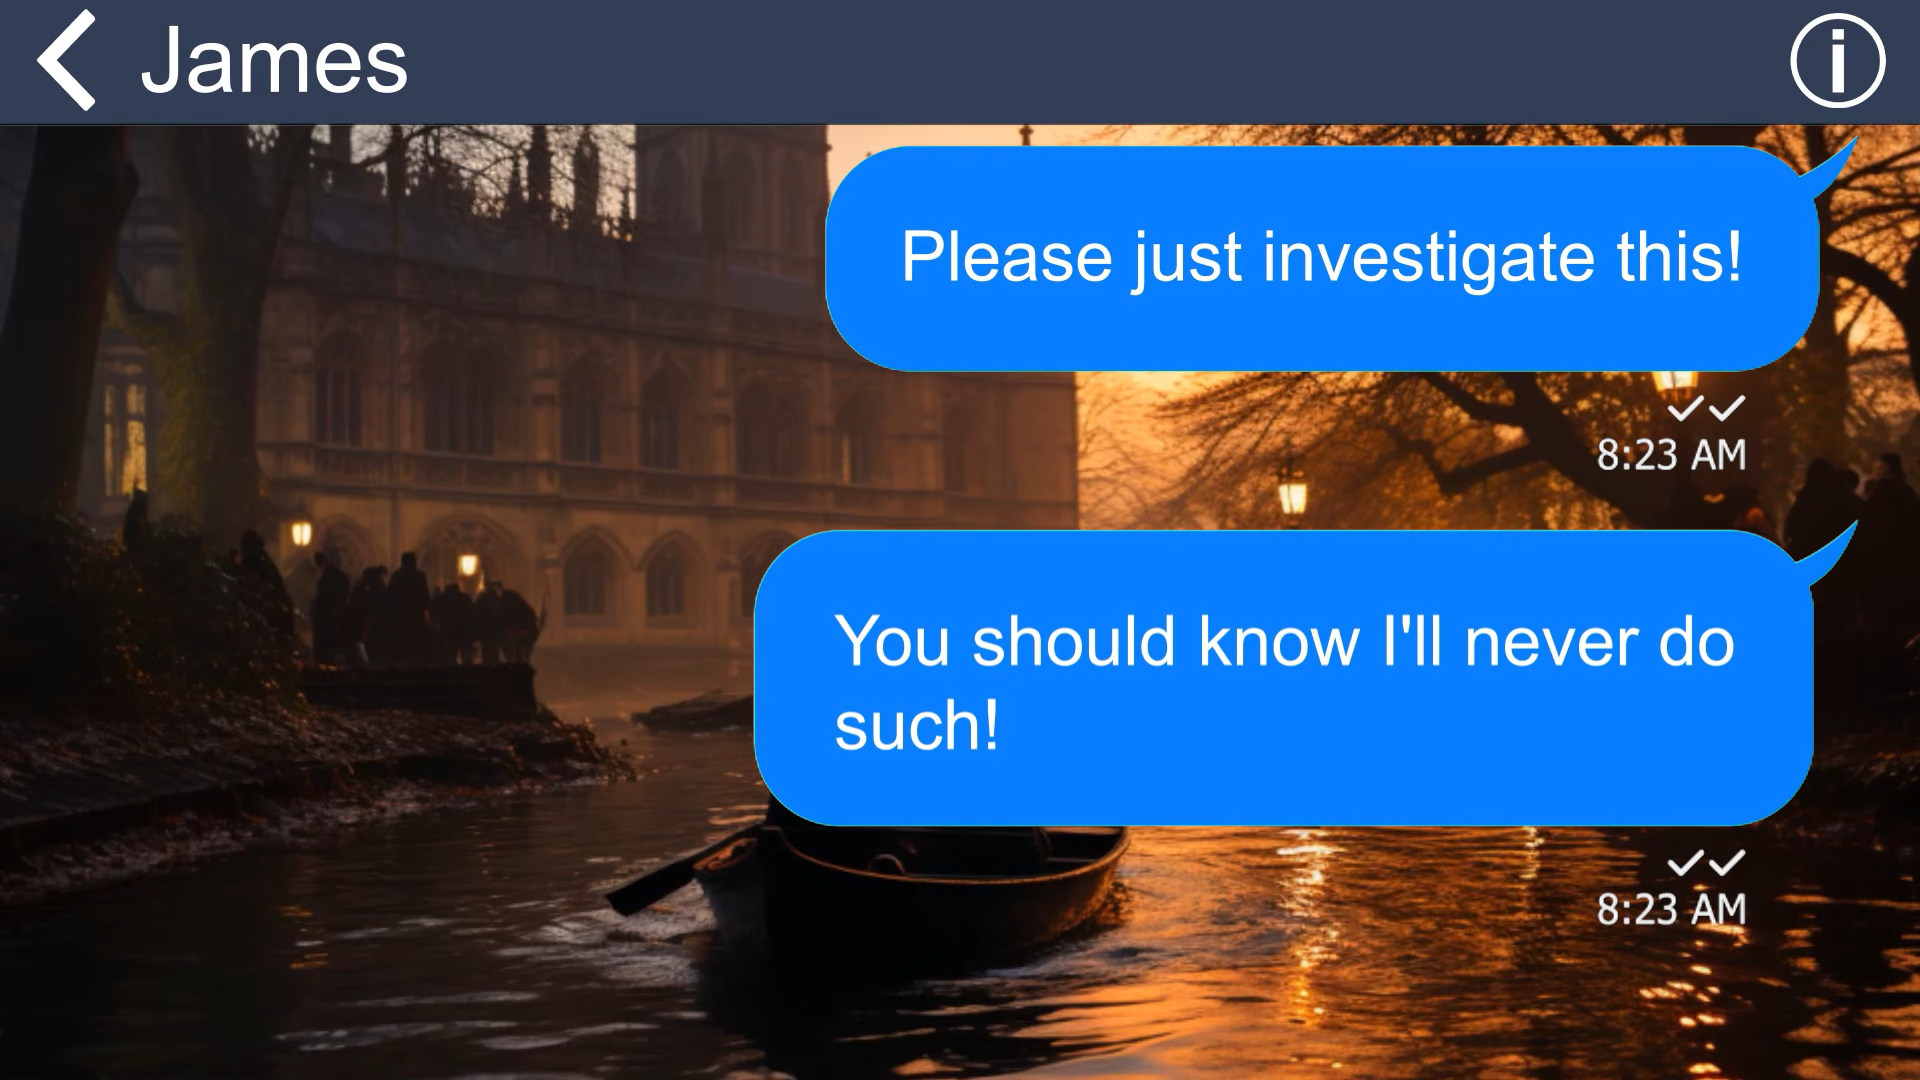 James
Please just investigate this!
8:23 AM
You should know I'll never do
such!
8:23 AM